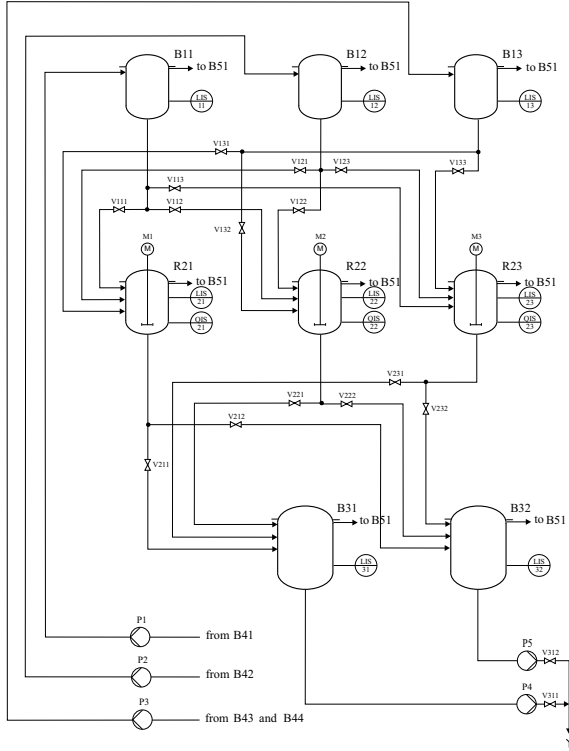 B11
to B51
LIS
11
B12
to B51
LIS
12
B13
to B51
LIS
13
V131
V121
V123
V133
V113
V111
V112
V122
V132
M1
M
M2
M
M3
M
R21
to B51
LIS
21
QIS
21
R22
to B51
LIS
22
QIS
22
R23
to B51
LIS
23
QIS
23
V231
V221
V222
V232
V212
V211
B31
to B51
LIS
31
B32
to B51
LIS
32
P1
from B41
P2
from B42
P3
from B43 and B44
P5
V312
P4
V311